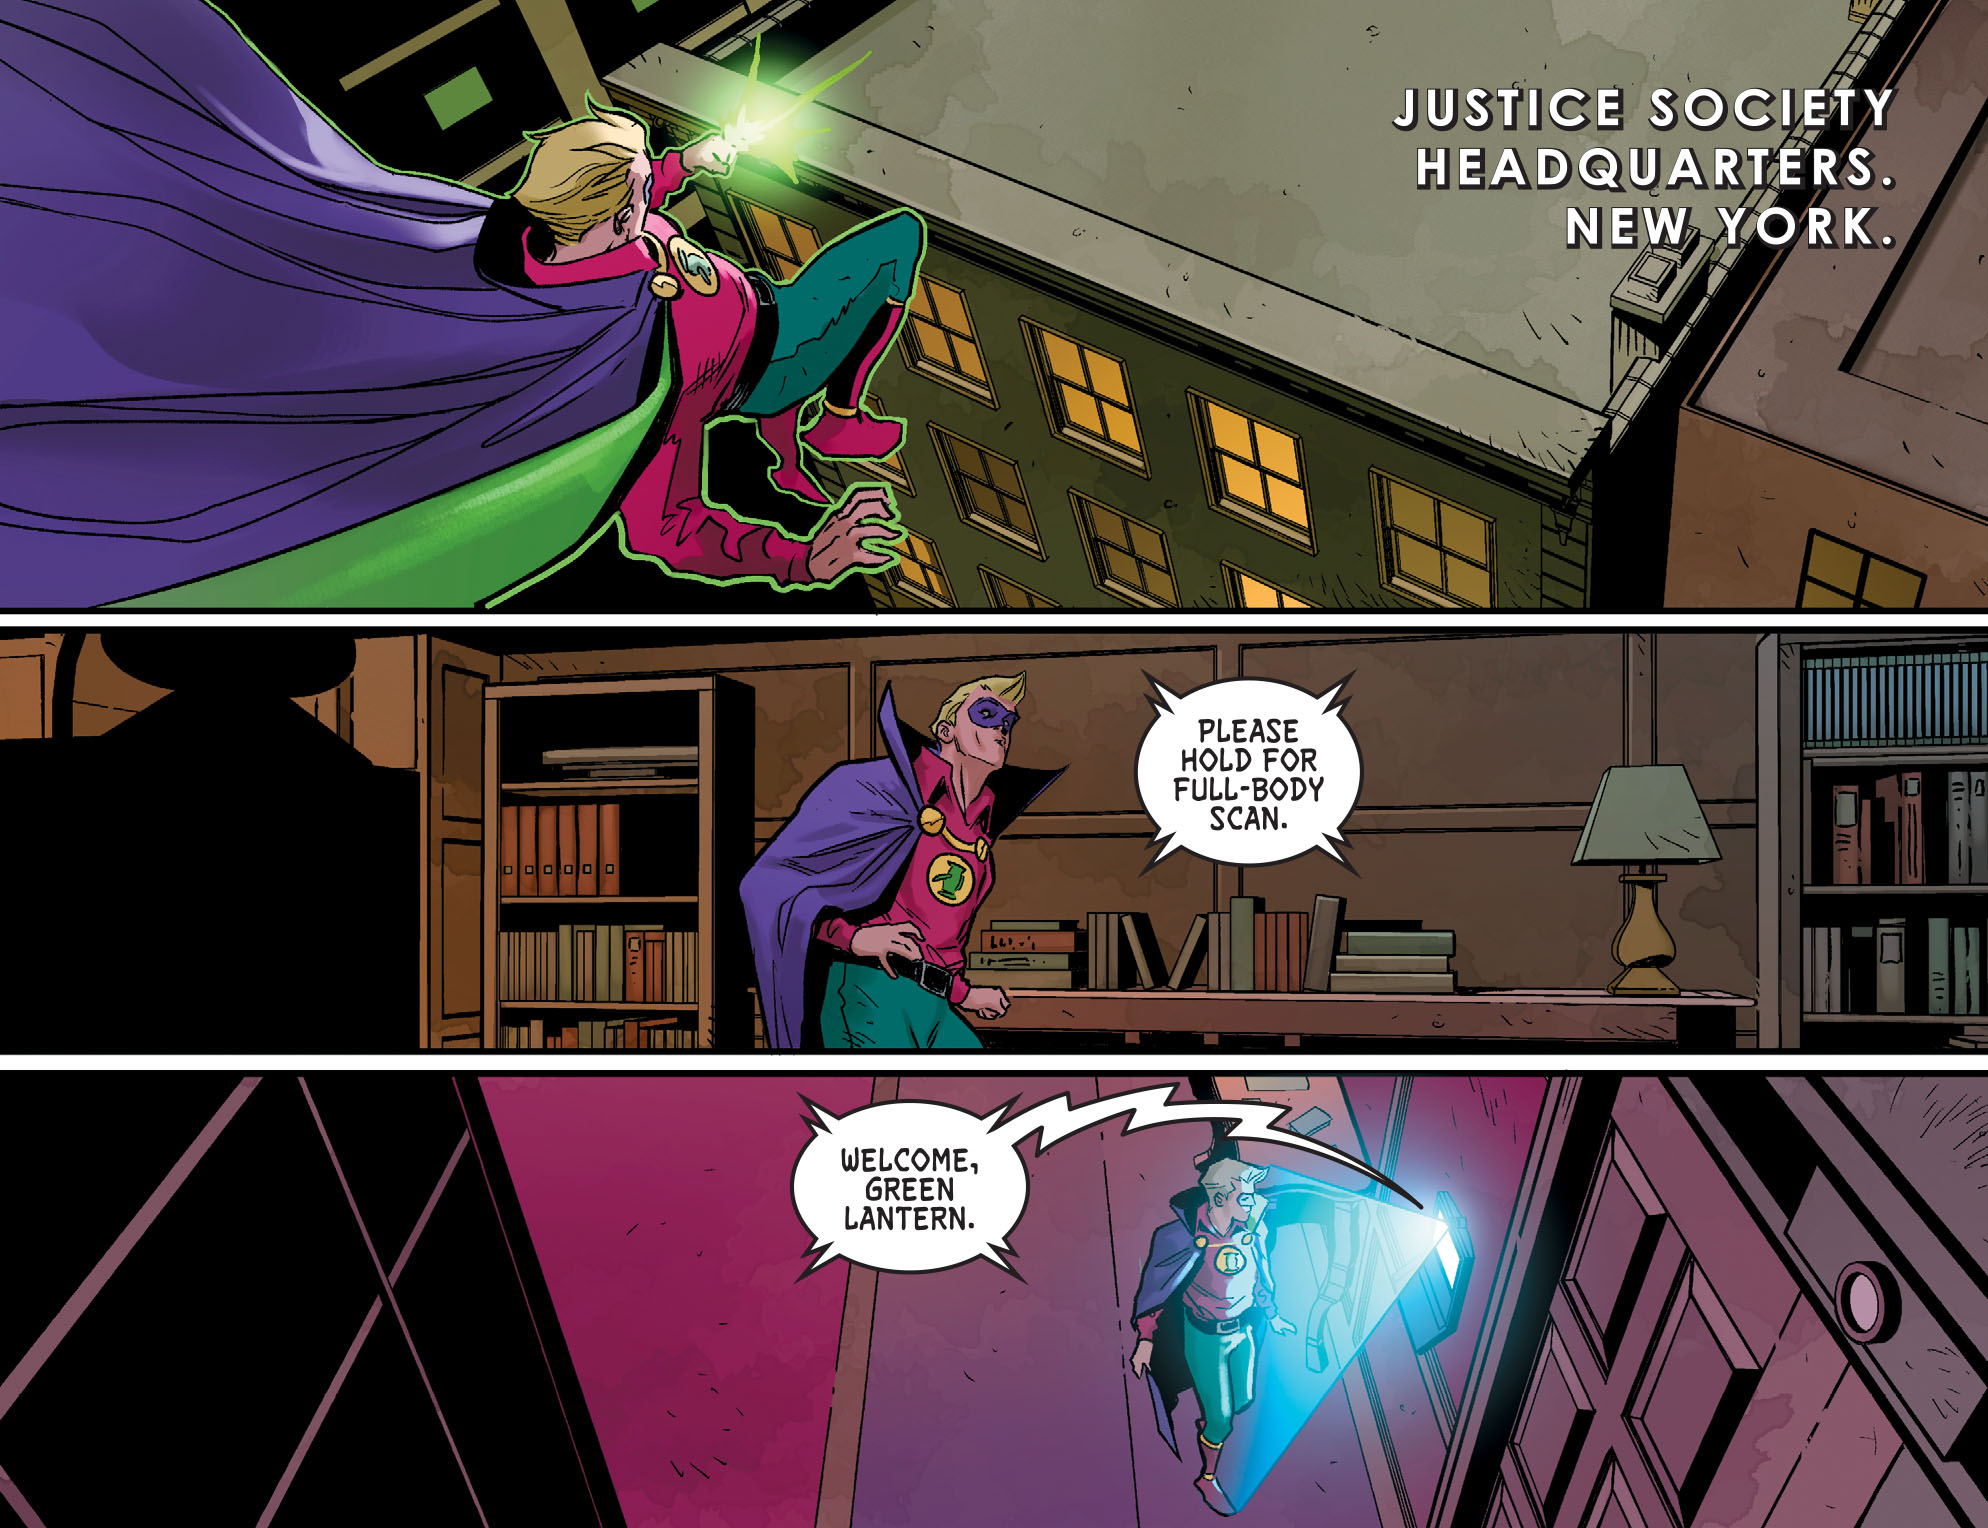 JUSTICE SOCIETY
HEADQUARTERS.
NEW YORK.
PLEASE
HOLD FOR
FULL-BODY
SCAN.
WELCOME,
GREEN
LANTERN.